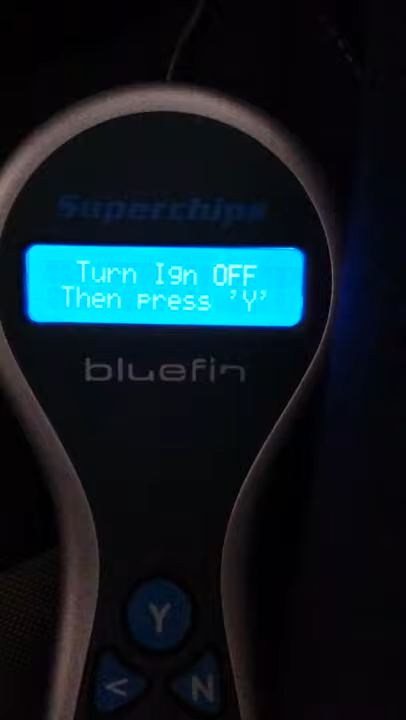 Superchips
Turn Ign OFF
Then press 'Y'
bluefin
Y
< N